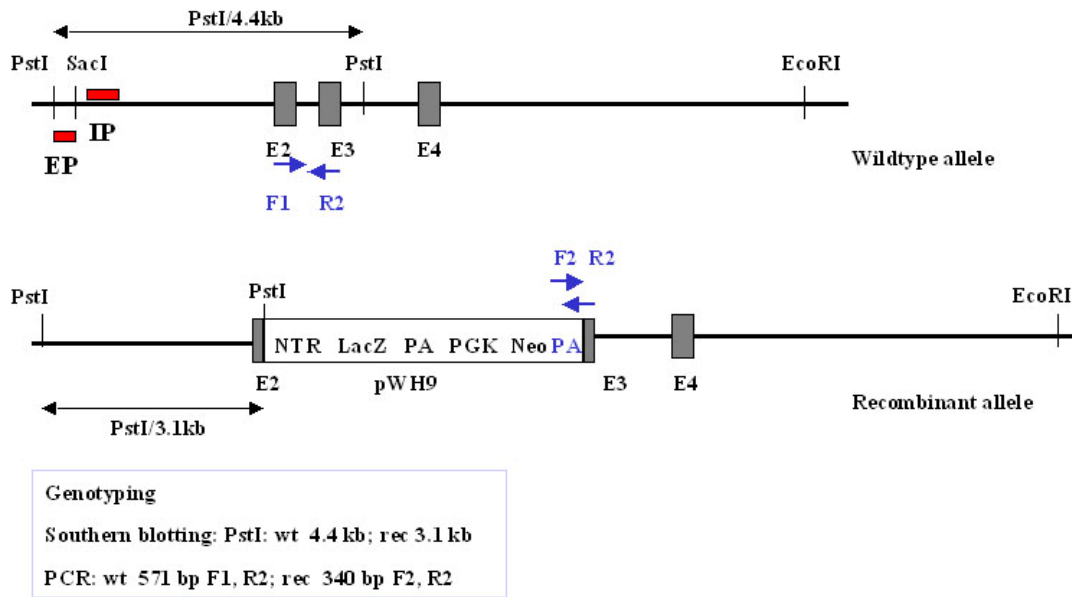 PstI/4.4kb
PstI SacI PstI EcoRI
IP
EP
E2 E3 E4
Wildtype allele
F1 R2
F2 R2
PstI PstI EcoRI
NTR LacZ PA PGK Neo PA
E2 pWH9 E3 E4
Recombinant allele
PstI/3.1kb
Genotyping
Southern blotting: PstI: wt 4.4 kb; rec 3.1 kb
PCR: wt 571 bp F1, R2; rec 340 bp F2, R2